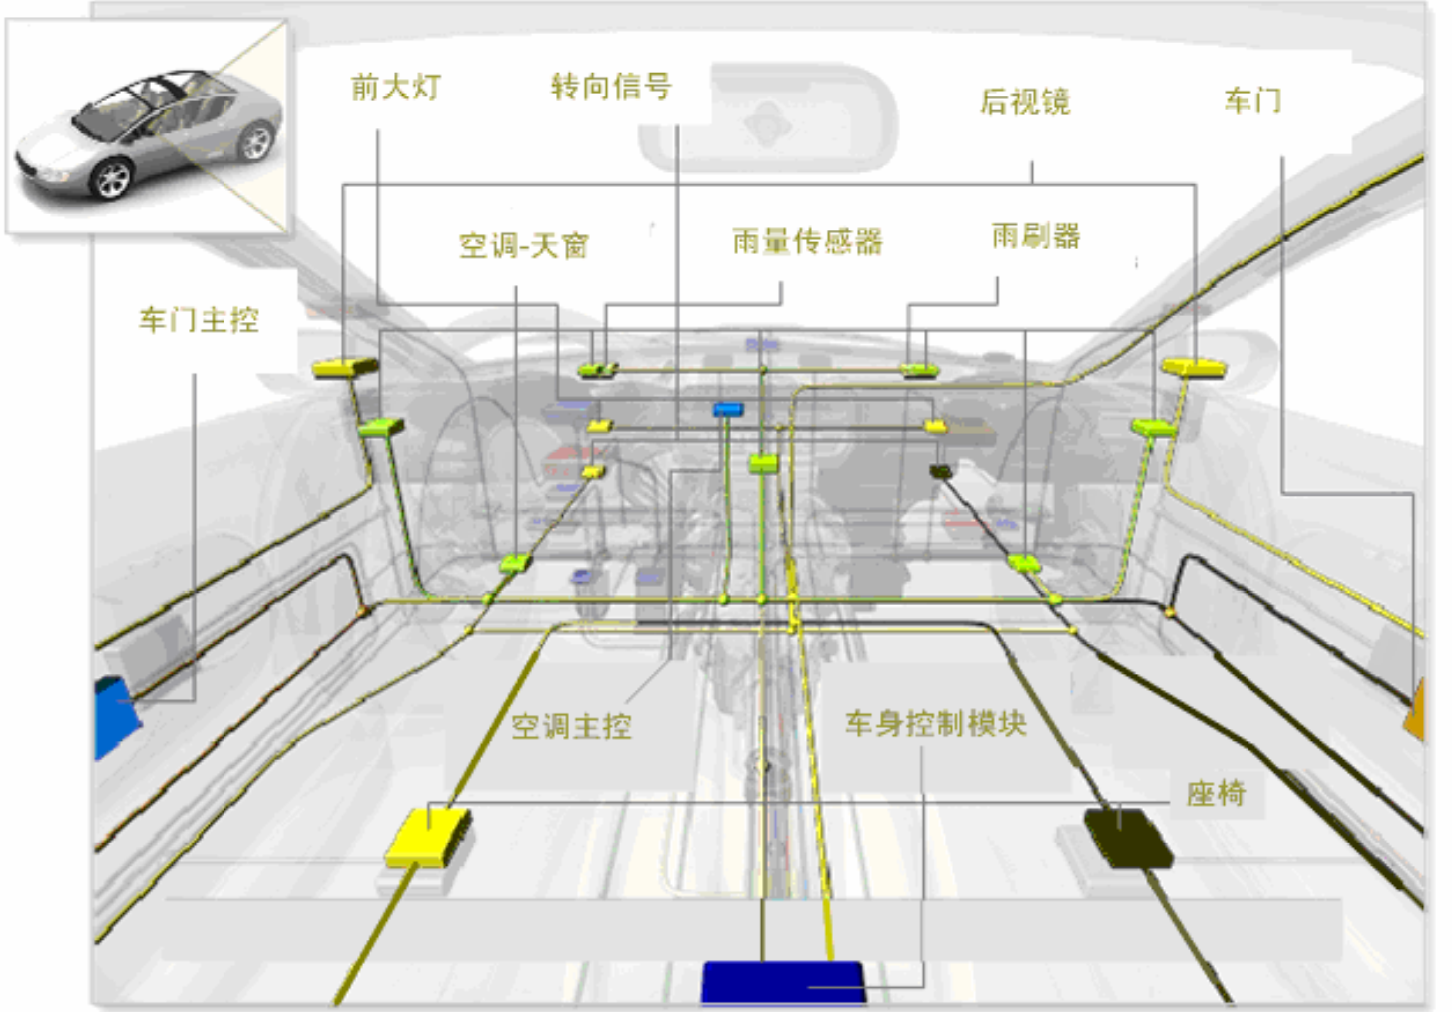 前大灯
转向信号
后视镜
车门
空调-天窗
雨量传感器
雨刷器
车门主控
空调主控
车身控制模块
座椅